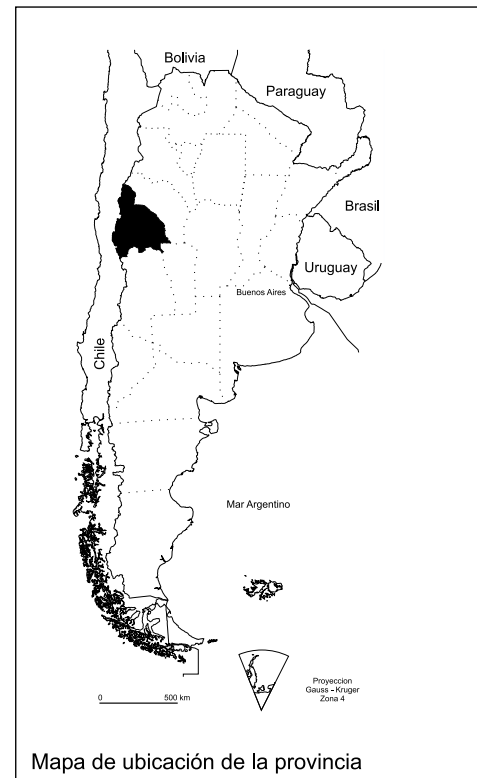 Bolivia
Paraguay
Brasil
Uruguay
Buenos Aires
Chile
Mar Argentino
0 500 km
Proyeccion
Gauss - Kruger
Zona 4
Mapa de ubicación de la provincia